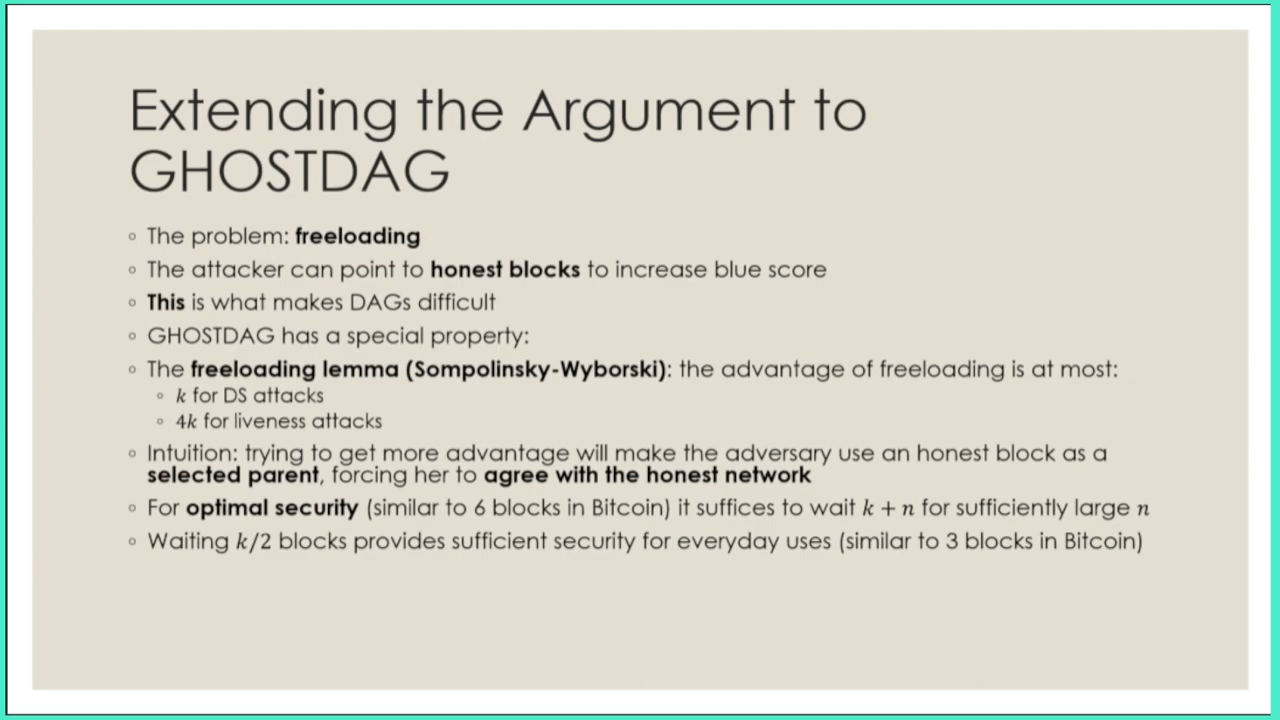 Extending the Argument to
GHOSTDAG
◦ The problem: freeloading
◦ The attacker can point to honest blocks to increase blue score
◦ This is what makes DAGs difficult
◦ GHOSTDAG has a special property:
◦ The freeloading lemma (Sompolinsky-Wyborski): the advantage of freeloading is at most:
◦ k for DS attacks
◦ 4k for liveness attacks
◦ Intuition: trying to get more advantage will make the adversary use an honest block as a
selected parent, forcing her to agree with the honest network
◦ For optimal security (similar to 6 blocks in Bitcoin) it suffices to wait k + n for sufficiently large n
◦ Waiting k/2 blocks provides sufficient security for everyday uses (similar to 3 blocks in Bitcoin)